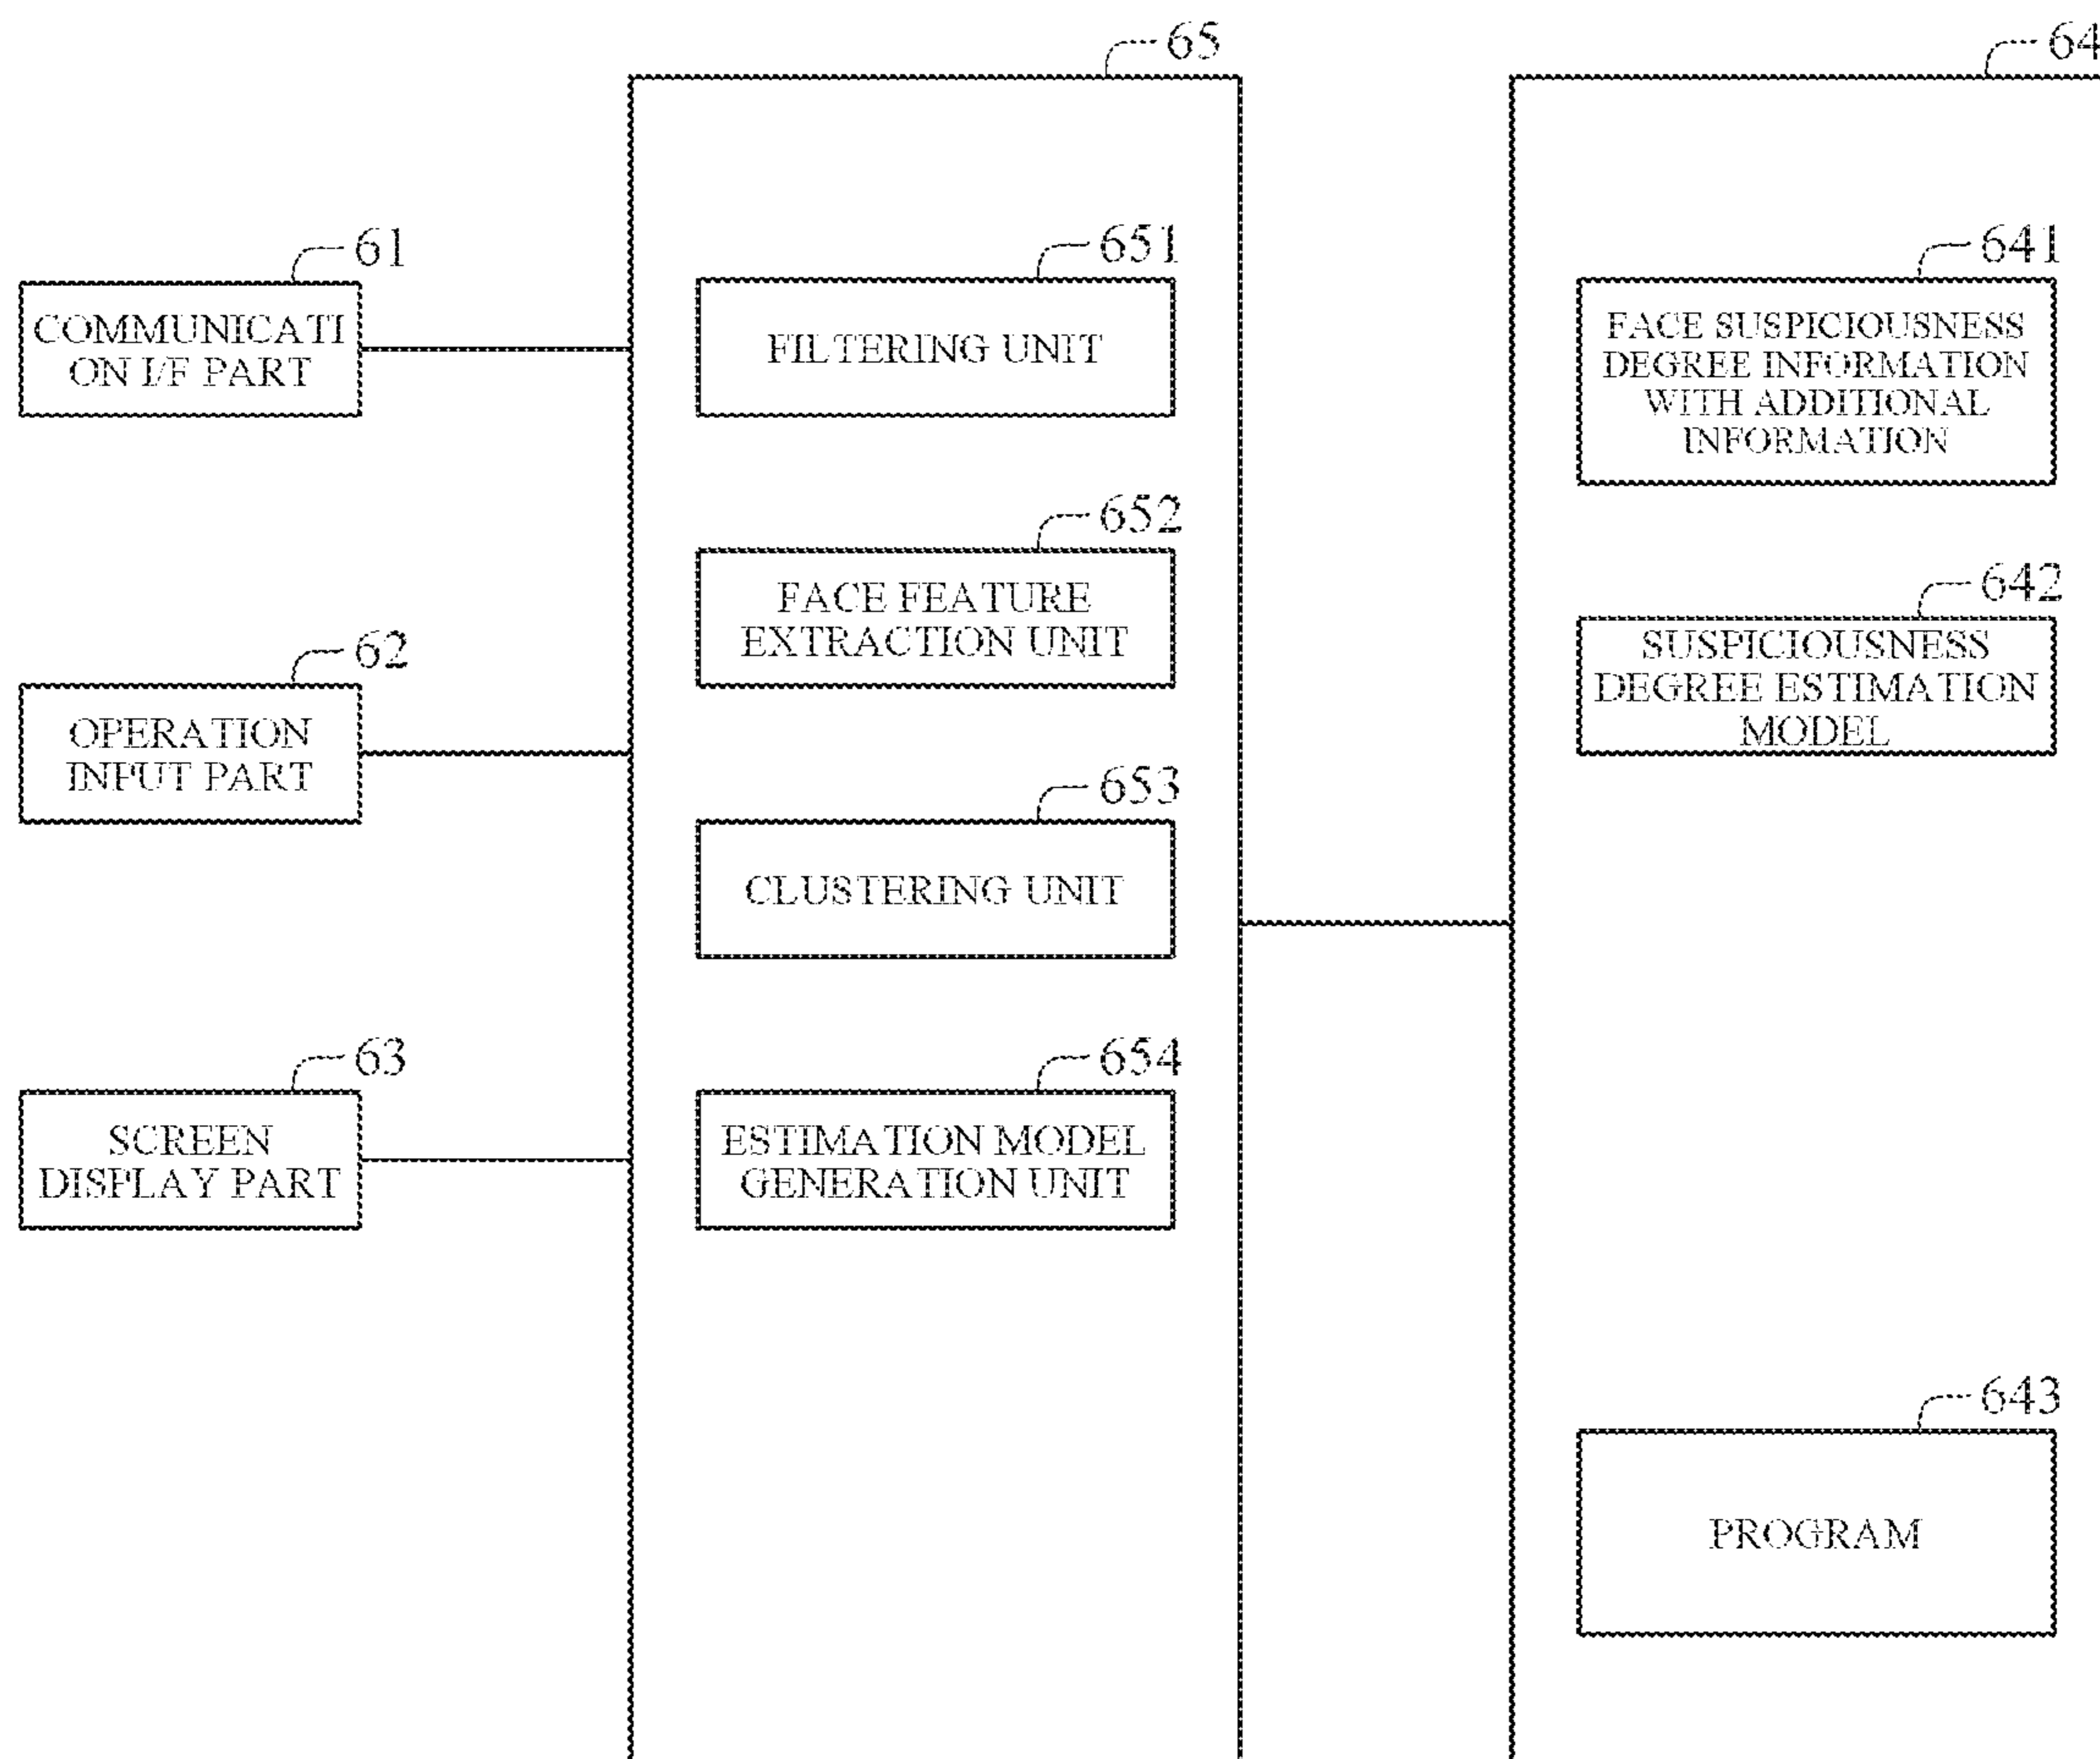 65
64
61
COMMUNICATI
ON I/F PART
651
FILTERING UNIT
641
FACE SUSPICIOUSNESS
DEGREE INFORMATION
WITH ADDITIONAL
INFORMATION
652
FACE FEATURE
EXTRACTION UNIT
642
SUSPICIOUSNESS
DEGREE ESTIMATION
MODEL
62
OPERATION
INPUT PART
653
CLUSTERING UNIT
63
SCREEN
DISPLAY PART
654
ESTIMATION MODEL
GENERATION UNIT
643
PROGRAM